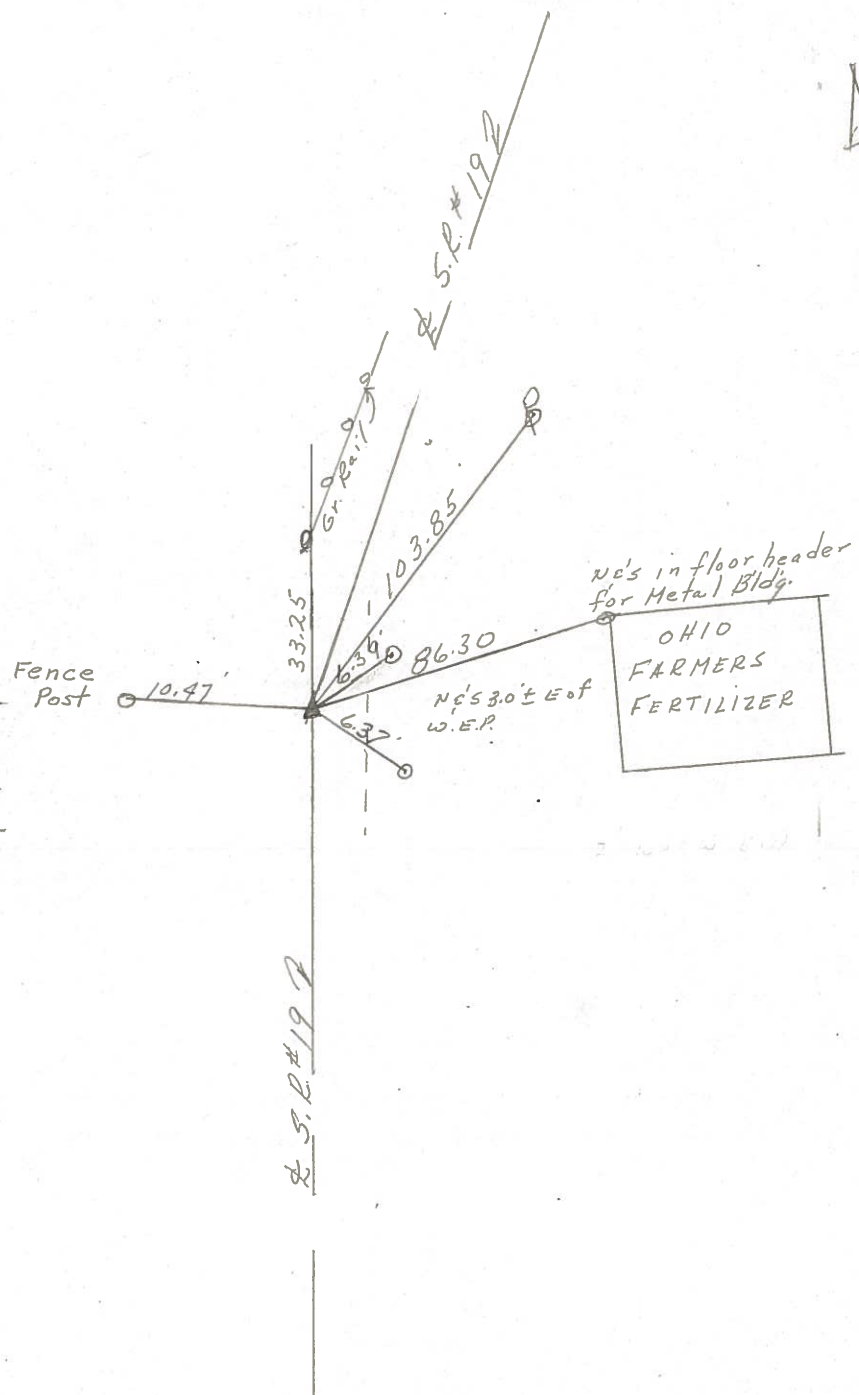 ℄ S.R. #19
Gr. Rail
103.85
33.25
N&'s in floor header
for Metal Bldg.
OHIO
FARMERS
FERTILIZER
6.39'
86.30
Fence
Post
10.47'
N&'s 3.0'± E of
W.E.P.
6.37
℄ S.R. #19